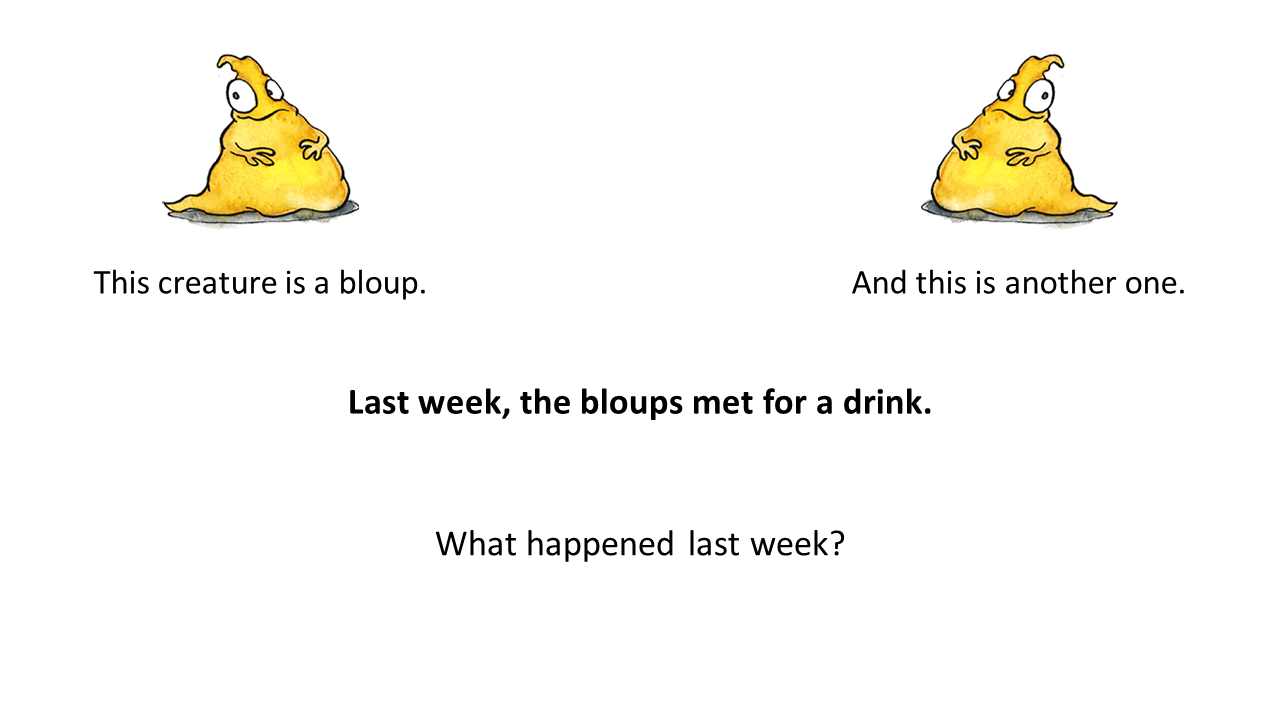 This creature is a bloup.
And this is another one.
Last week, the bloups met for a drink.
What happened last week?